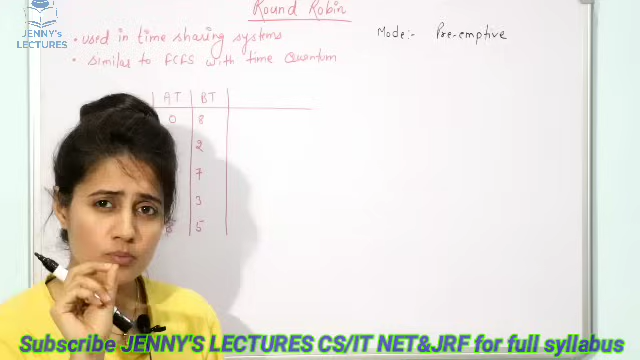 Round Robin
JENNY's
LECTURES
• used in time sharing systems
• similar to FCFS with time Quantum
Mode:- Pre-emptive
AT BT
0 8
2
7
3
5
Subscribe JENNY'S LECTURES CS/IT NET&JRF for full syllabus